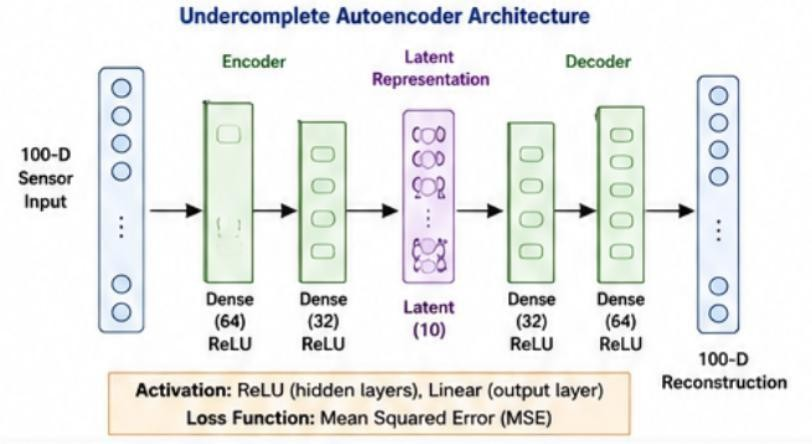 Undercomplete Autoencoder Architecture
Encoder
Latent
Representation
Decoder
100-D
Sensor
Input
...
Dense
(64)
ReLU
Dense
(32)
ReLU
...
Latent
(10)
Dense
(32)
ReLU
Dense
(64)
ReLU
...
100-D
Reconstruction
Activation: ReLU (hidden layers), Linear (output layer)
Loss Function: Mean Squared Error (MSE)